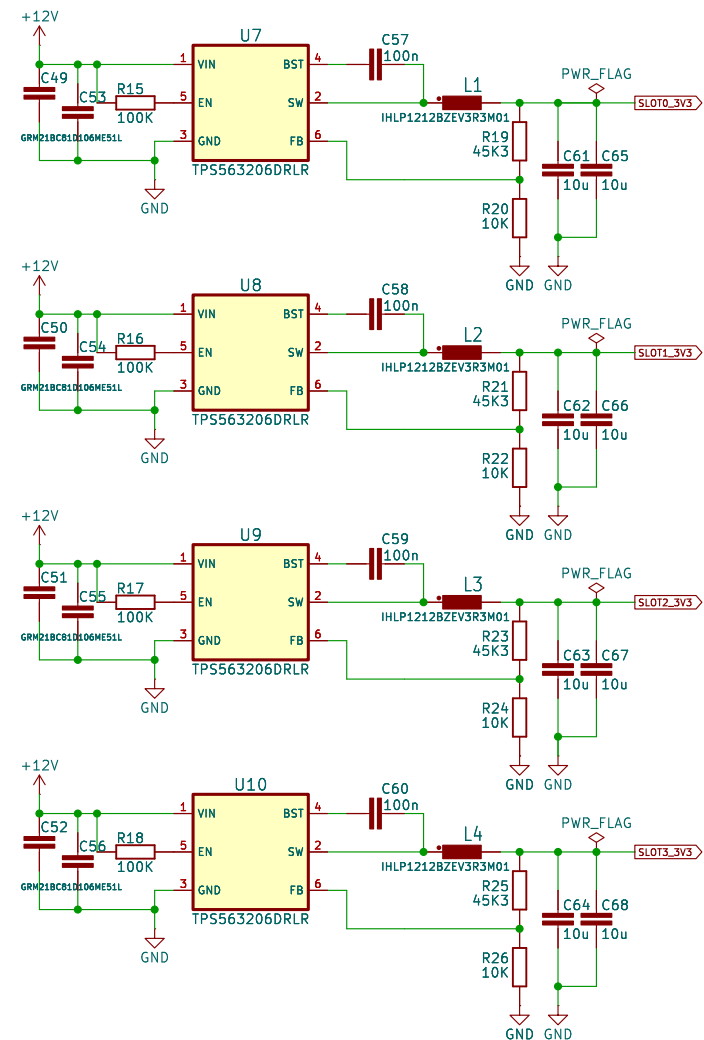 +12V
U7
C57
100n
C49
C53
R15
100K
GRM21BC81D106ME51L
1 VIN
5 EN
3 GND
BST 4
SW 2
FB 6
TPS563206DRLR
GND
L1
IHLP1212BZEV3R3M01
PWR_FLAG
SLOT0_3V3
R19
45K3
R20
10K
C61
10u
C65
10u
GND
GND
+12V
U8
C58
100n
C50
C54
R16
100K
GRM21BC81D106ME51L
1 VIN
5 EN
3 GND
BST 4
SW 2
FB 6
TPS563206DRLR
GND
L2
IHLP1212BZEV3R3M01
PWR_FLAG
SLOT1_3V3
R21
45K3
R22
10K
C62
10u
C66
10u
GND
GND
+12V
U9
C59
100n
C51
C55
R17
100K
GRM21BC81D106ME51L
1 VIN
5 EN
3 GND
BST 4
SW 2
FB 6
TPS563206DRLR
GND
L3
IHLP1212BZEV3R3M01
PWR_FLAG
SLOT2_3V3
R23
45K3
R24
10K
C63
10u
C67
10u
GND
GND
+12V
U10
C60
100n
C52
C56
R18
100K
GRM21BC81D106ME51L
1 VIN
5 EN
3 GND
BST 4
SW 2
FB 6
TPS563206DRLR
GND
L4
IHLP1212BZEV3R3M01
PWR_FLAG
SLOT3_3V3
R25
45K3
R26
10K
C64
10u
C68
10u
GND
GND